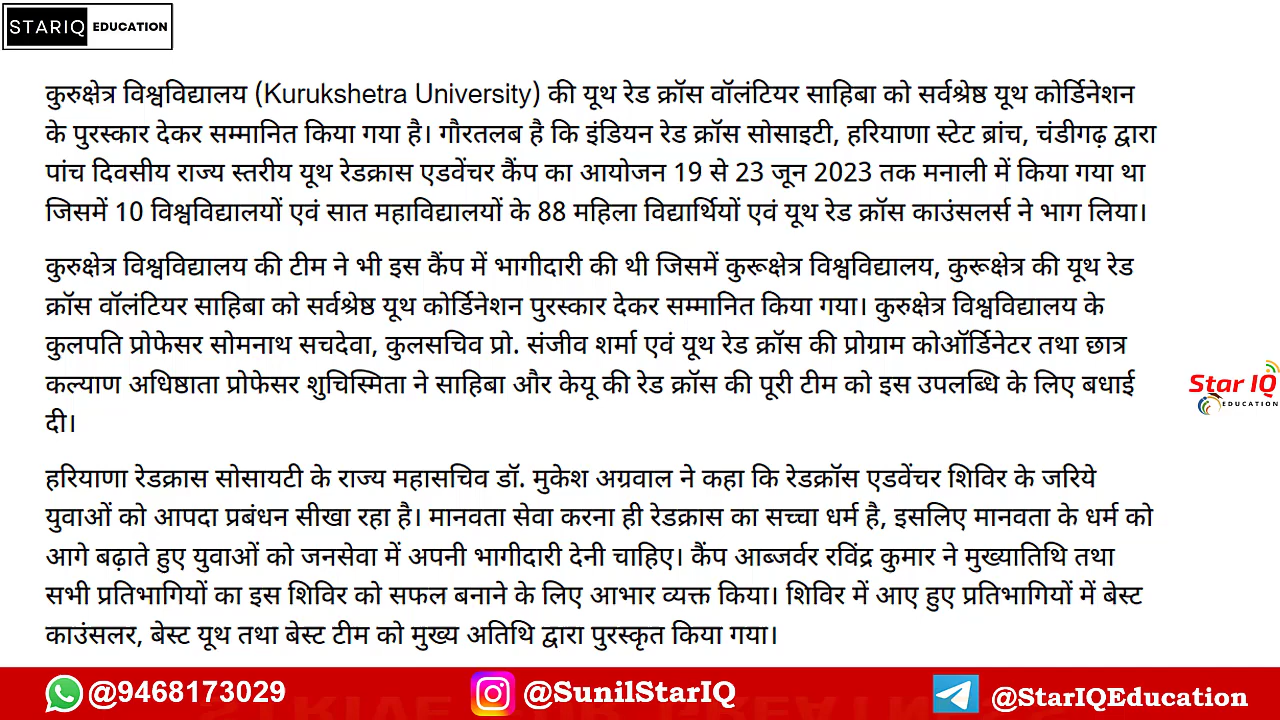 STARIQ EDUCATION
कुरुक्षेत्र विश्वविद्यालय (Kurukshetra University) की यूथ रेड क्रॉस वॉलंटियर साहिबा को सर्वश्रेष्ठ यूथ कोर्डिनेशन
के पुरस्कार देकर सम्मानित किया गया है। गौरतलब है कि इंडियन रेड क्रॉस सोसाइटी, हरियाणा स्टेट ब्रांच, चंडीगढ़ द्वारा
पांच दिवसीय राज्य स्तरीय यूथ रेडक्रास एडवेंचर कैंप का आयोजन 19 से 23 जून 2023 तक मनाली में किया गया था
जिसमें 10 विश्वविद्यालयों एवं सात महाविद्यालयों के 88 महिला विद्यार्थियों एवं यूथ रेड क्रॉस काउंसलर्स ने भाग लिया।
कुरुक्षेत्र विश्वविद्यालय की टीम ने भी इस कैंप में भागीदारी की थी जिसमें कुरूक्षेत्र विश्वविद्यालय, कुरूक्षेत्र की यूथ रेड
क्रॉस वॉलंटियर साहिबा को सर्वश्रेष्ठ यूथ कोर्डिनेशन पुरस्कार देकर सम्मानित किया गया। कुरुक्षेत्र विश्वविद्यालय के
कुलपति प्रोफेसर सोमनाथ सचदेवा, कुलसचिव प्रो. संजीव शर्मा एवं यूथ रेड क्रॉस की प्रोग्राम कोऑर्डिनेटर तथा छात्र
कल्याण अधिष्ठाता प्रोफेसर शुचिस्मिता ने साहिबा और केयू की रेड क्रॉस की पूरी टीम को इस उपलब्धि के लिए बधाई
दी।
Star IQ
EDUCATION
हरियाणा रेडक्रास सोसायटी के राज्य महासचिव डॉ. मुकेश अग्रवाल ने कहा कि रेडक्रॉस एडवेंचर शिविर के जरिये
युवाओं को आपदा प्रबंधन सीखा रहा है। मानवता सेवा करना ही रेडक्रास का सच्चा धर्म है, इसलिए मानवता के धर्म को
आगे बढ़ाते हुए युवाओं को जनसेवा में अपनी भागीदारी देनी चाहिए। कैंप आब्जर्वर रविंद्र कुमार ने मुख्यातिथि तथा
सभी प्रतिभागियों का इस शिविर को सफल बनाने के लिए आभार व्यक्त किया। शिविर में आए हुए प्रतिभागियों में बेस्ट
काउंसलर, बेस्ट यूथ तथा बेस्ट टीम को मुख्य अतिथि द्वारा पुरस्कृत किया गया।
@9468173029 @SunilStarIQ @StarIQEducation